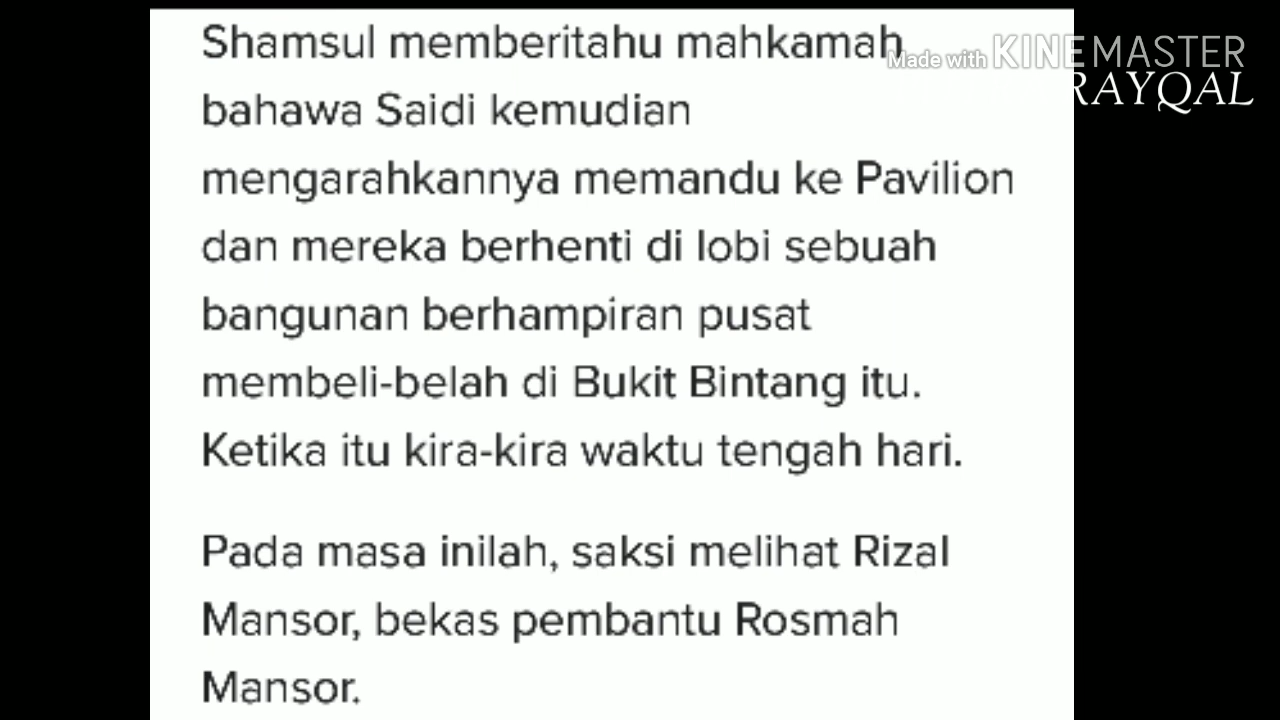 Shamsul memberitahu mahkamah
Made with KINEMASTER
RAYQAL
bahawa Saidi kemudian
mengarahkannya memandu ke Pavilion
dan mereka berhenti di lobi sebuah
bangunan berhampiran pusat
membeli-belah di Bukit Bintang itu.
Ketika itu kira-kira waktu tengah hari.
Pada masa inilah, saksi melihat Rizal
Mansor, bekas pembantu Rosmah
Mansor.